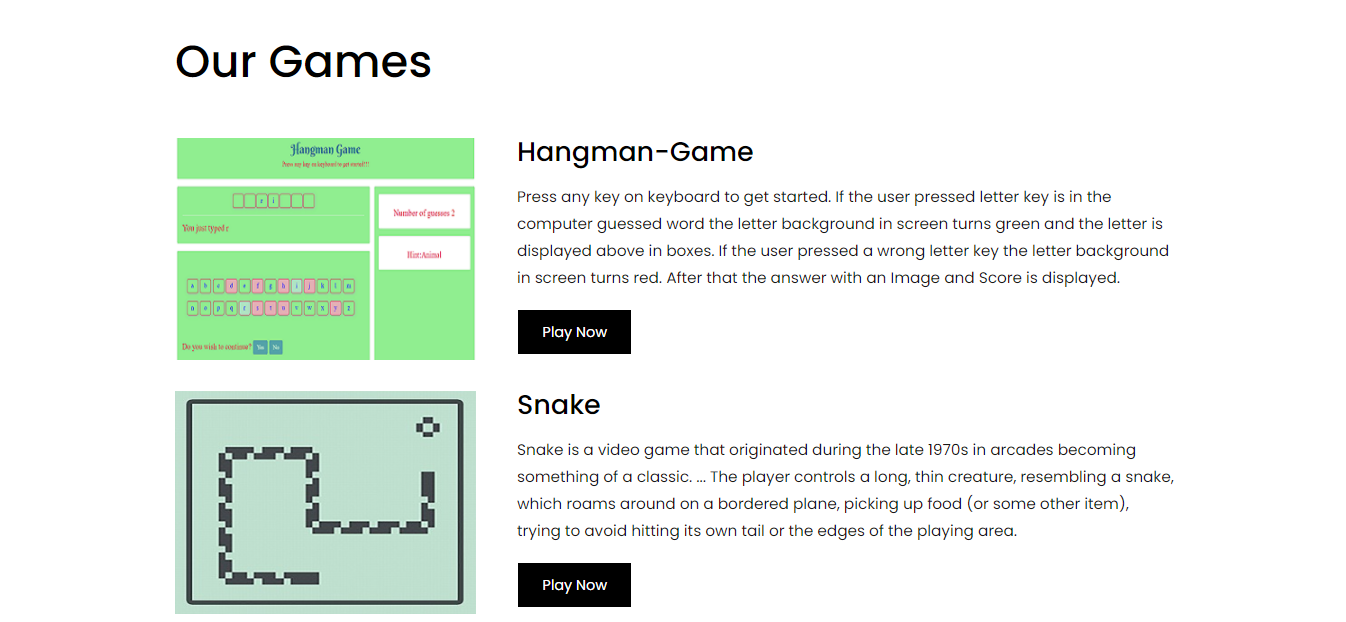 Our Games
Hangman Game
Press any key on keyboard to get started!!!
r i
You just typed r
Number of guesses 2
Hint:Animal
a b c d e f g h i j k l m
n o p q r s t u v w x y z
Do you wish to continue? Yes No
Hangman-Game
Press any key on keyboard to get started. If the user pressed letter key is in the
computer guessed word the letter background in screen turns green and the letter is
displayed above in boxes. If the user pressed a wrong letter key the letter background
in screen turns red. After that the answer with an Image and Score is displayed.
Play Now
Snake
Snake is a video game that originated during the late 1970s in arcades becoming
something of a classic. ... The player controls a long, thin creature, resembling a snake,
which roams around on a bordered plane, picking up food (or some other item),
trying to avoid hitting its own tail or the edges of the playing area.
Play Now